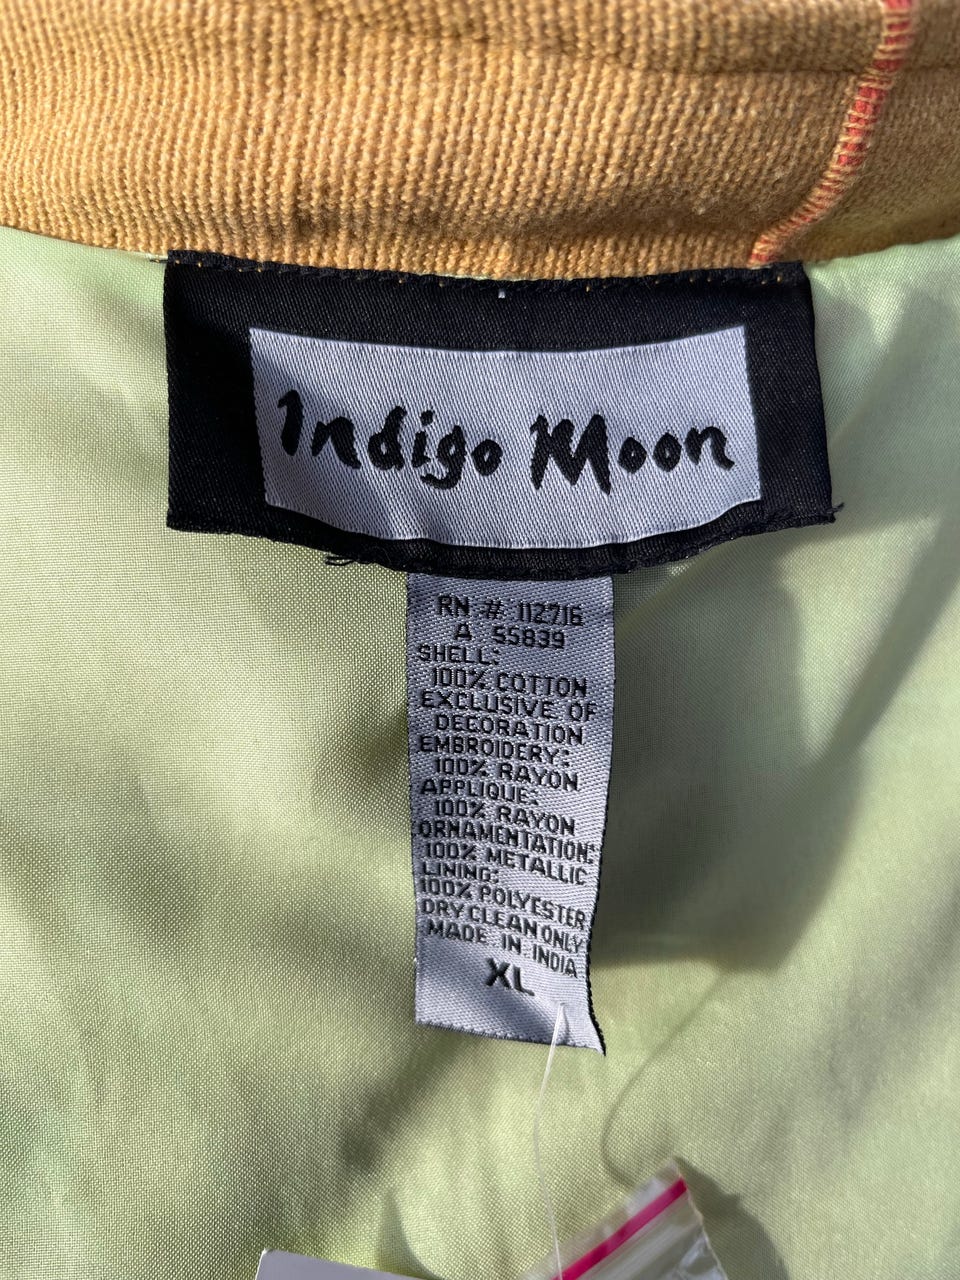 Indigo Moon
RN # 112716
A 55839
SHELL:
100% COTTON
EXCLUSIVE OF
DECORATION
EMBROIDERY:
100% RAYON
APPLIQUE:
100% RAYON
ORNAMENTATION:
100% METALLIC
LINING:
100% POLYESTER
DRY CLEAN ONLY
MADE IN INDIA
XL